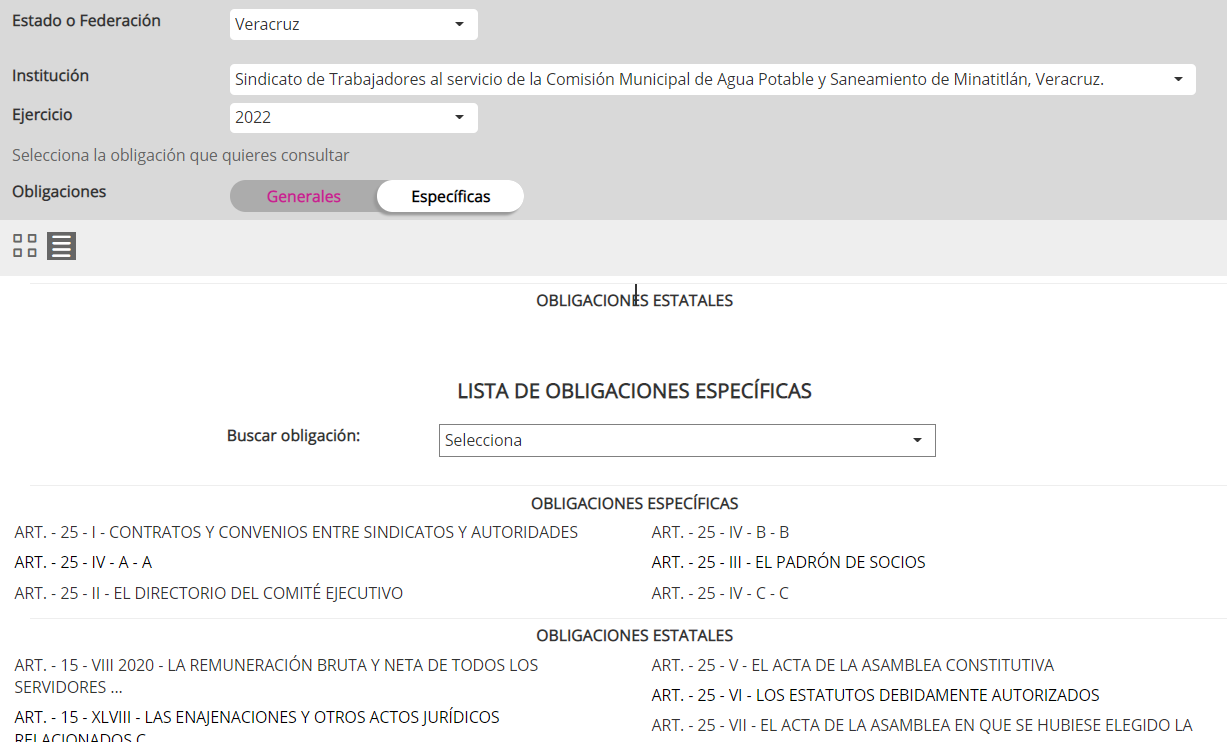 Estado o Federación
Veracruz
Institución
Sindicato de Trabajadores al servicio de la Comisión Municipal de Agua Potable y Saneamiento de Minatitlán, Veracruz.
Ejercicio
2022
Selecciona la obligación que quieres consultar
Obligaciones
Generales
Específicas
OBLIGACIONES ESTATALES
LISTA DE OBLIGACIONES ESPECÍFICAS
Buscar obligación:
Selecciona
OBLIGACIONES ESPECÍFICAS
ART. - 25 - I - CONTRATOS Y CONVENIOS ENTRE SINDICATOS Y AUTORIDADES
ART. - 25 - IV - B - B
ART. - 25 - IV - A - A
ART. - 25 - III - EL PADRÓN DE SOCIOS
ART. - 25 - II - EL DIRECTORIO DEL COMITÉ EJECUTIVO
ART. - 25 - IV - C - C
OBLIGACIONES ESTATALES
ART. - 15 - VIII 2020 - LA REMUNERACIÓN BRUTA Y NETA DE TODOS LOS
SERVIDORES ...
ART. - 15 - XLVIII - LAS ENAJENACIONES Y OTROS ACTOS JURÍDICOS
RELACIONADOS C
ART. - 25 - V - EL ACTA DE LA ASAMBLEA CONSTITUTIVA
ART. - 25 - VI - LOS ESTATUTOS DEBIDAMENTE AUTORIZADOS
ART. - 25 - VII - EL ACTA DE LA ASAMBLEA EN QUE SE HUBIESE ELEGIDO LA